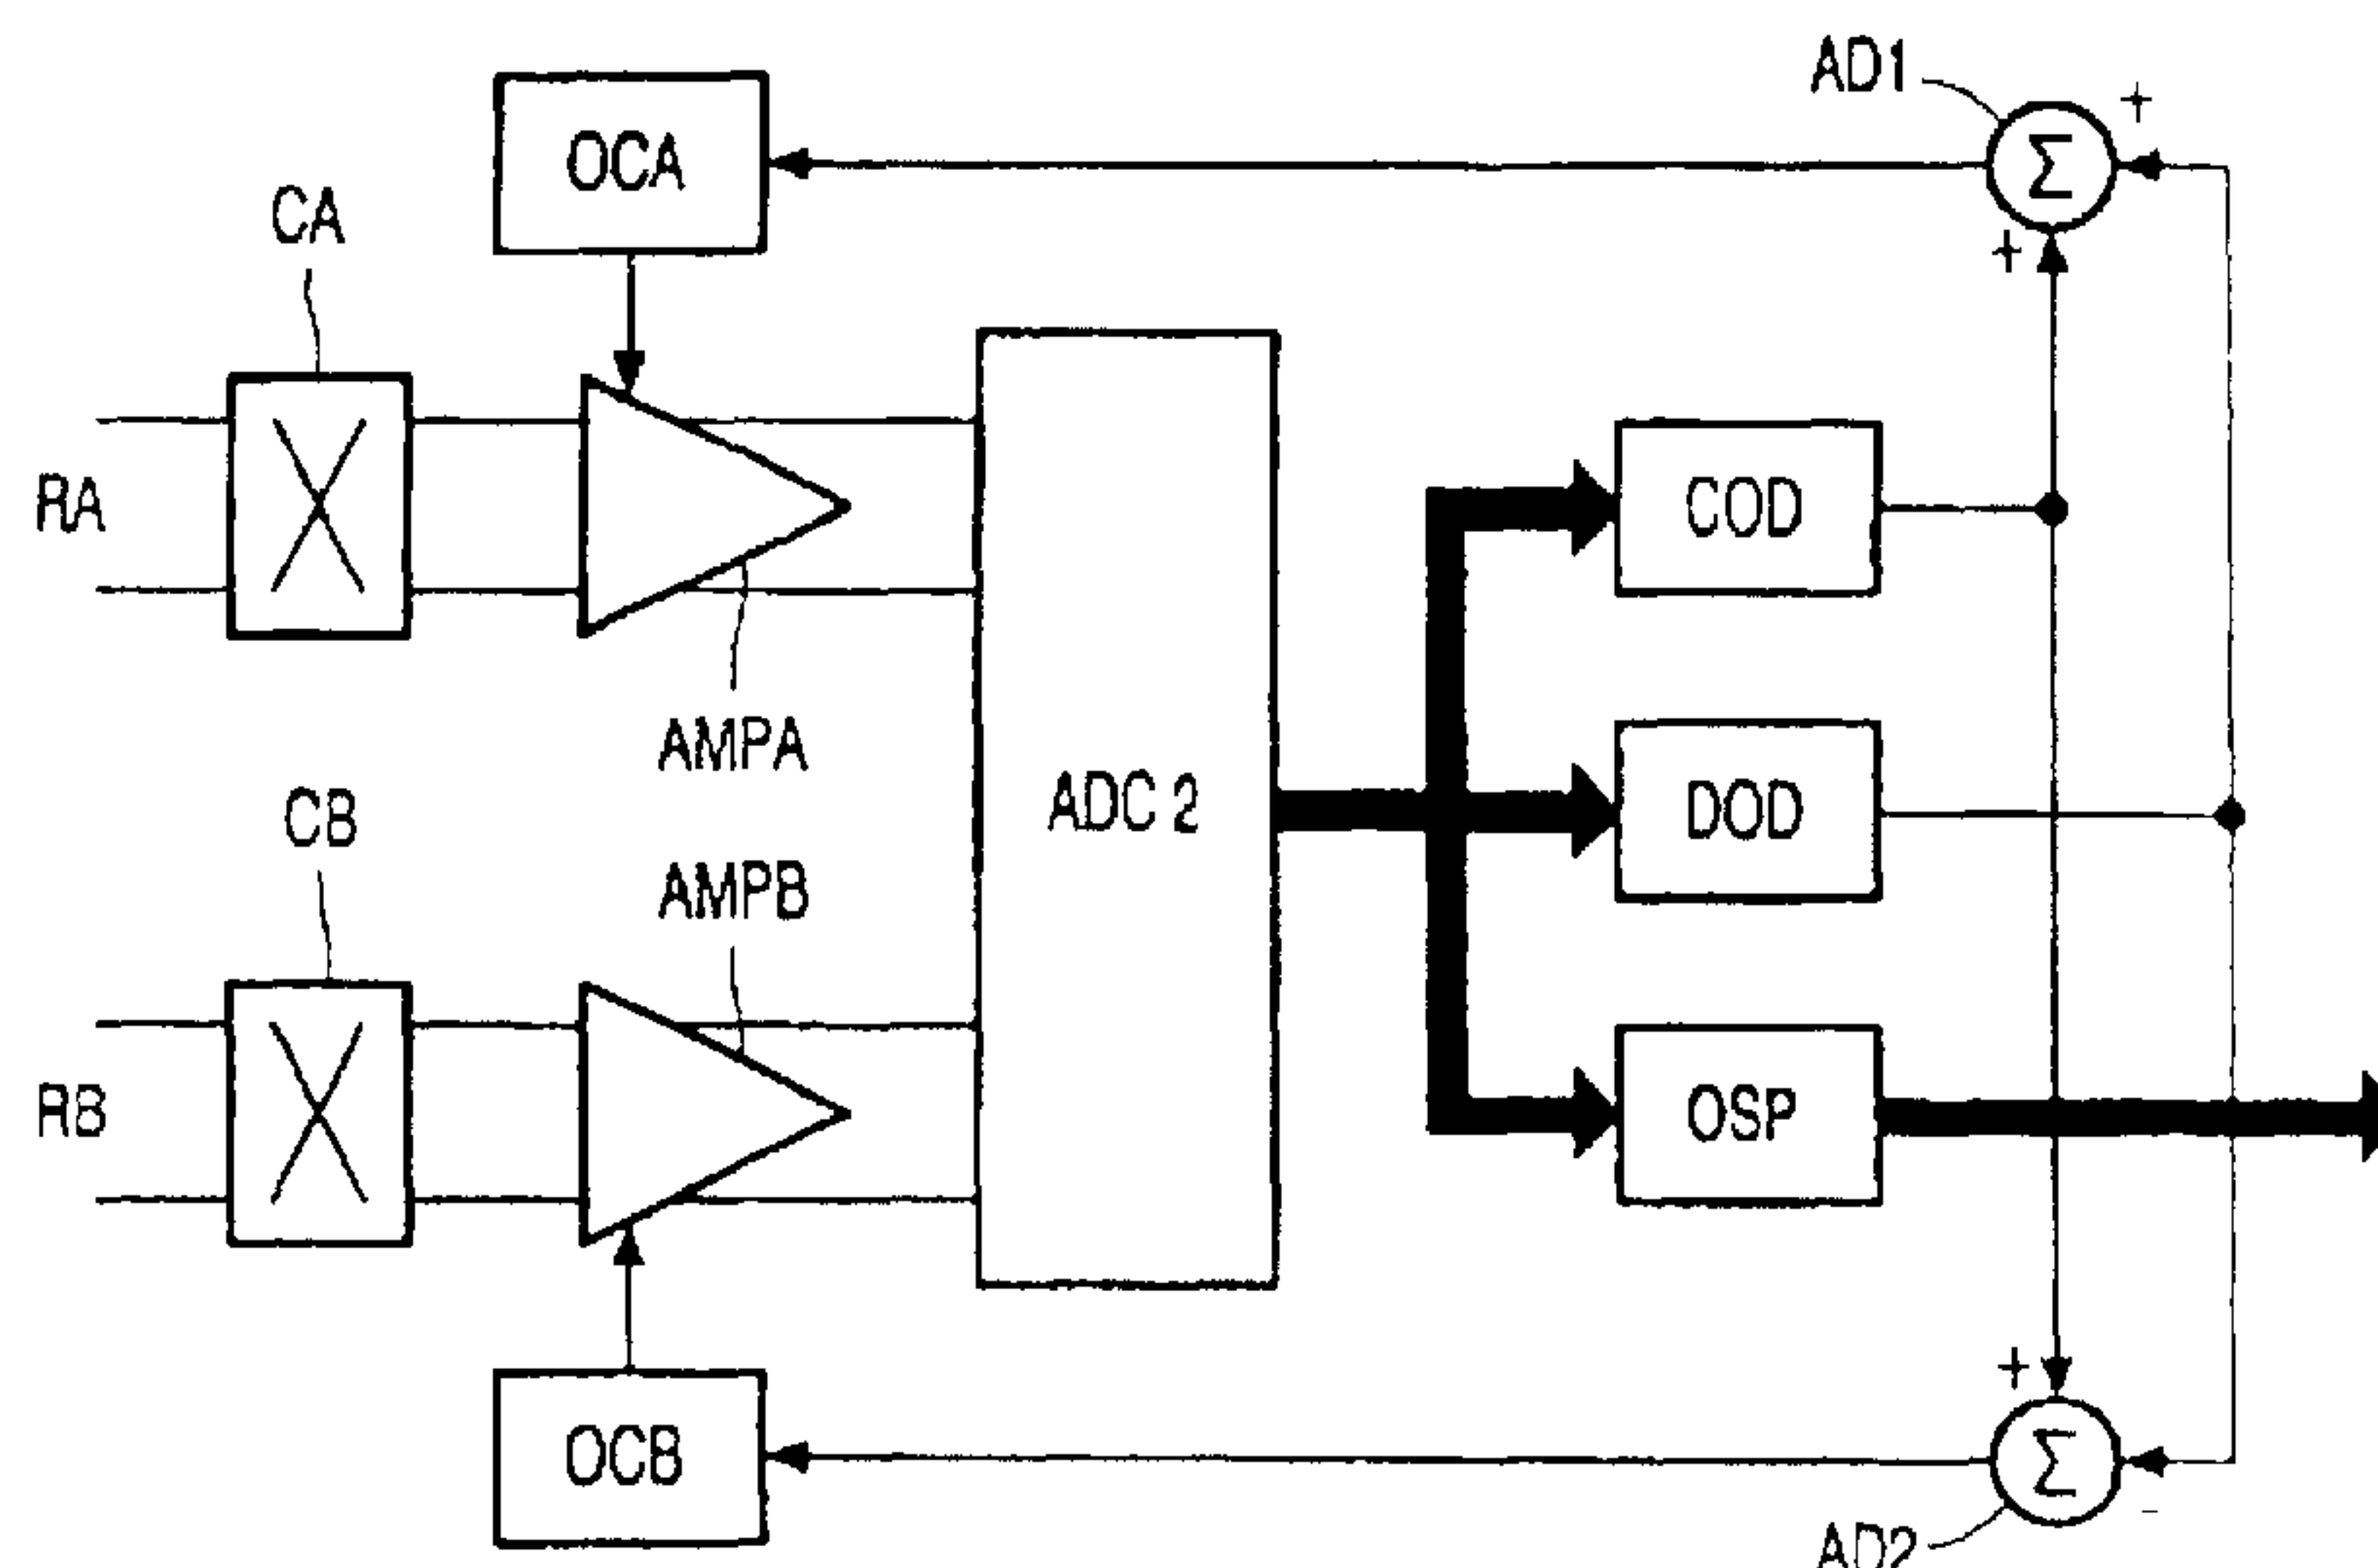 AD1
+
OCA
Σ
CA
+
COD
RA
AMPA
CB
ADC 2
DOD
AMPB
RB
OSP
+
OCB
Σ
-
AD2